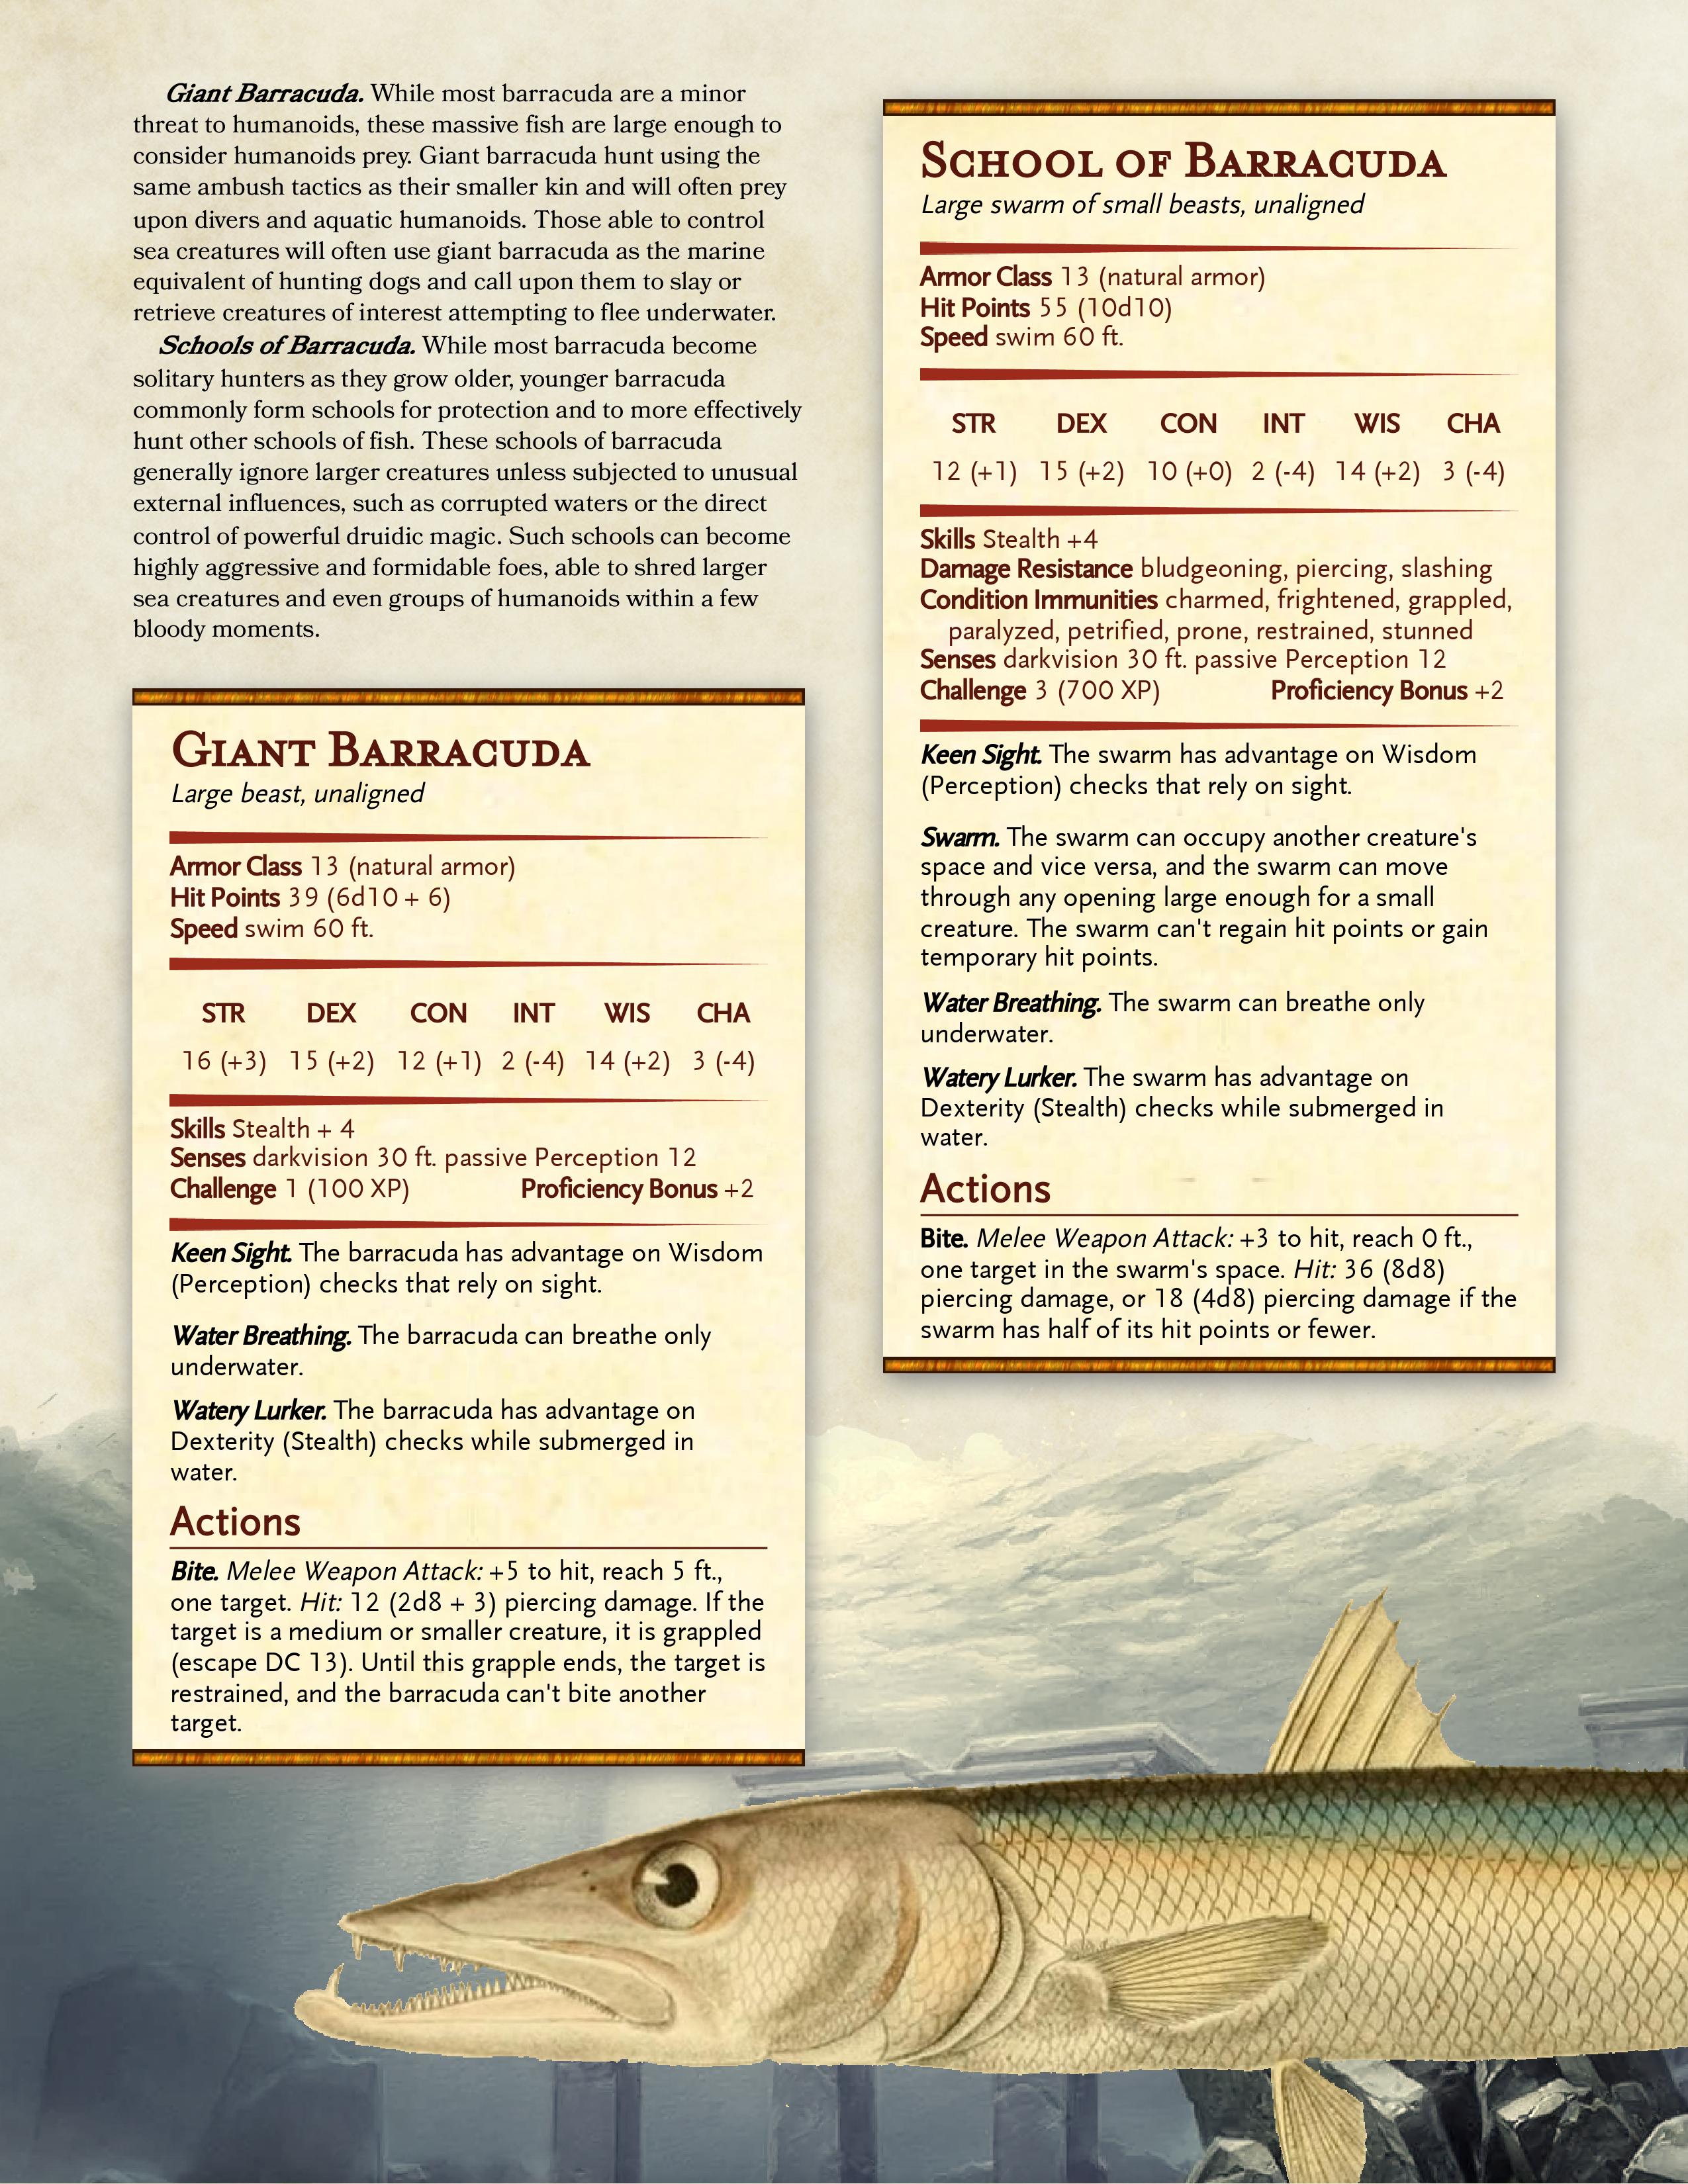 Giant Barracuda. While most barracuda are a minor
threat to humanoids, these massive fish are large enough to
consider humanoids prey. Giant barracuda hunt using the
same ambush tactics as their smaller kin and will often prey
upon divers and aquatic humanoids. Those able to control
sea creatures will often use giant barracuda as the marine
equivalent of hunting dogs and call upon them to slay or
retrieve creatures of interest attempting to flee underwater.
Schools of Barracuda. While most barracuda become
solitary hunters as they grow older, younger barracuda
commonly form schools for protection and to more effectively
hunt other schools of fish. These schools of barracuda
generally ignore larger creatures unless subjected to unusual
external influences, such as corrupted waters or the direct
control of powerful druidic magic. Such schools can become
highly aggressive and formidable foes, able to shred larger
sea creatures and even groups of humanoids within a few
bloody moments.
Giant Barracuda
Large beast, unaligned
Armor Class 13 (natural armor)
Hit Points 39 (6d10 + 6)
Speed swim 60 ft.
STR DEX CON INT WIS CHA
16 (+3) 15 (+2) 12 (+1) 2 (-4) 14 (+2) 3 (-4)
Skills Stealth + 4
Senses darkvision 30 ft. passive Perception 12
Challenge 1 (100 XP) Proficiency Bonus +2
Keen Sight. The barracuda has advantage on Wisdom
(Perception) checks that rely on sight.
Water Breathing. The barracuda can breathe only
underwater.
Watery Lurker. The barracuda has advantage on
Dexterity (Stealth) checks while submerged in
water.
Actions
Bite. Melee Weapon Attack: +5 to hit, reach 5 ft.,
one target. Hit: 12 (2d8 + 3) piercing damage. If the
target is a medium or smaller creature, it is grappled
(escape DC 13). Until this grapple ends, the target is
restrained, and the barracuda can't bite another
target.
School of Barracuda
Large swarm of small beasts, unaligned
Armor Class 13 (natural armor)
Hit Points 55 (10d10)
Speed swim 60 ft.
STR DEX CON INT WIS CHA
12 (+1) 15 (+2) 10 (+0) 2 (-4) 14 (+2) 3 (-4)
Skills Stealth +4
Damage Resistance bludgeoning, piercing, slashing
Condition Immunities charmed, frightened, grappled,
paralyzed, petrified, prone, restrained, stunned
Senses darkvision 30 ft. passive Perception 12
Challenge 3 (700 XP) Proficiency Bonus +2
Keen Sight. The swarm has advantage on Wisdom
(Perception) checks that rely on sight.
Swarm. The swarm can occupy another creature's
space and vice versa, and the swarm can move
through any opening large enough for a small
creature. The swarm can't regain hit points or gain
temporary hit points.
Water Breathing. The swarm can breathe only
underwater.
Watery Lurker. The swarm has advantage on
Dexterity (Stealth) checks while submerged in
water.
Actions
Bite. Melee Weapon Attack: +3 to hit, reach 0 ft.,
one target in the swarm's space. Hit: 36 (8d8)
piercing damage, or 18 (4d8) piercing damage if the
swarm has half of its hit points or fewer.